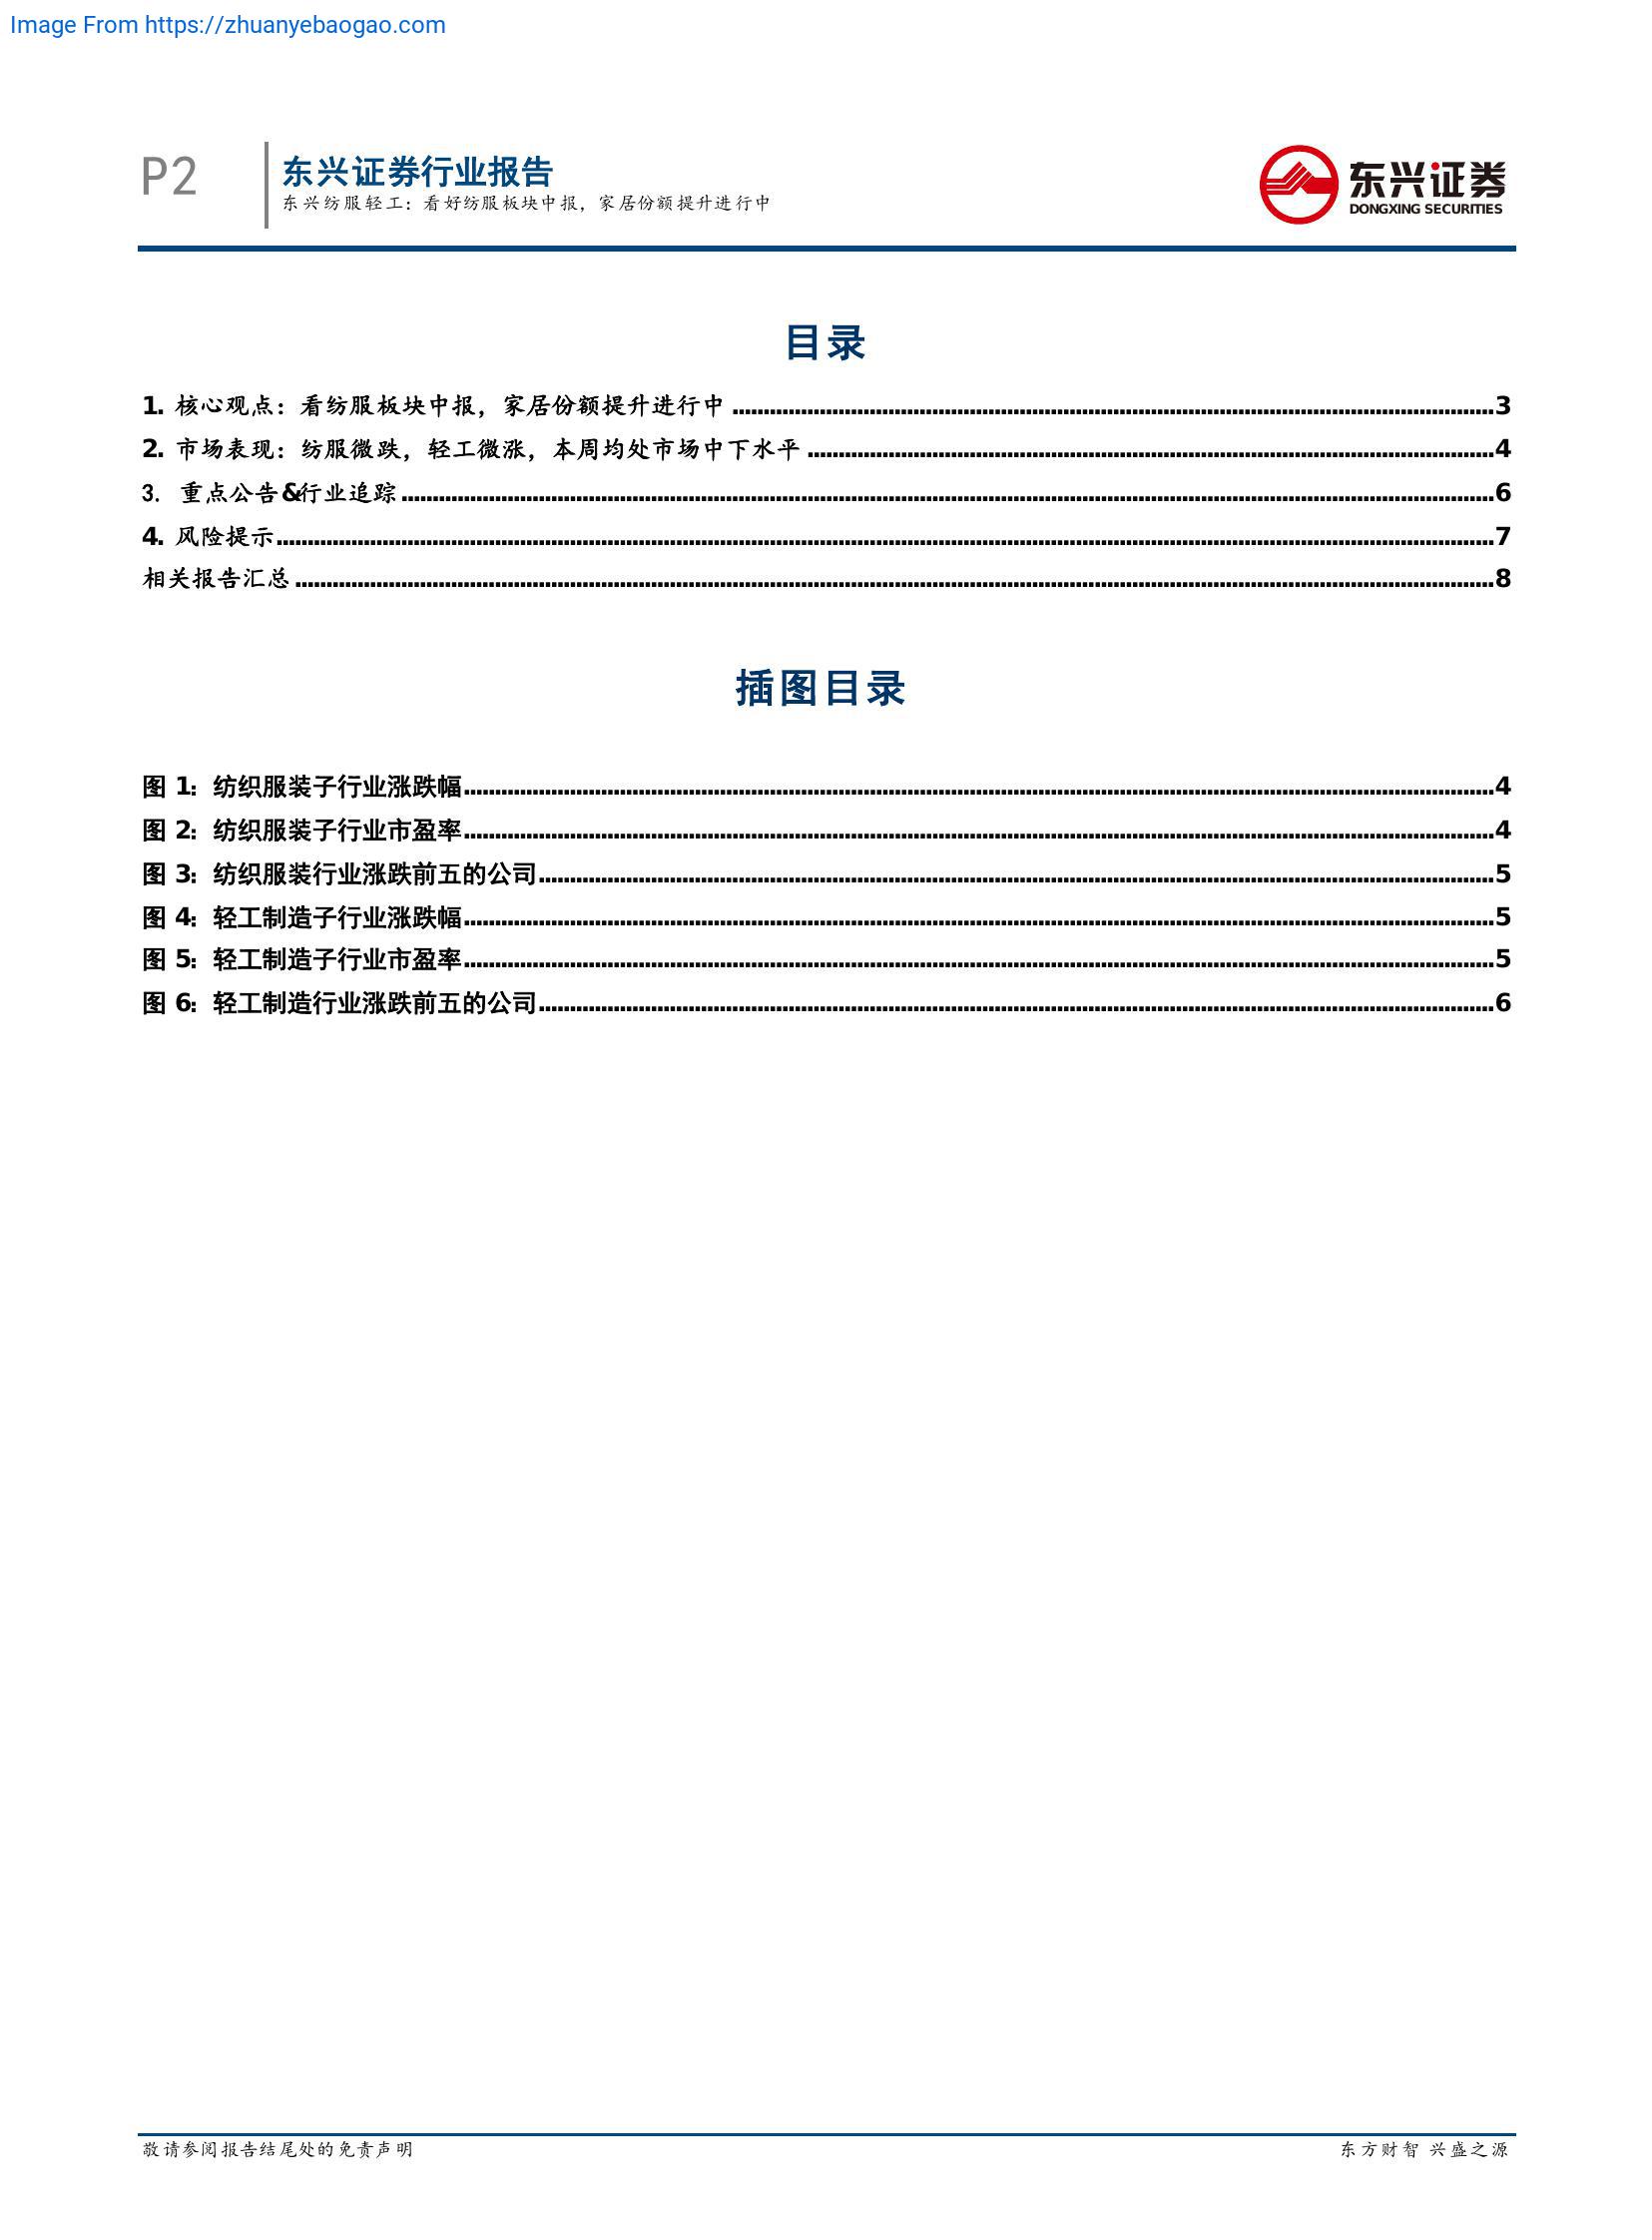 Image From https://zhuanyebaogao.com
P2
东兴证券行业报告
东兴纺服轻工：看好纺服板块中报，家居份额提升进行中
东兴证券
DONGXING SECURITIES
目录
1. 核心观点：看纺服板块中报，家居份额提升进行中 3
2. 市场表现：纺服微跌，轻工微涨，本周均处市场中下水平 4
3. 重点公告&行业追踪 6
4. 风险提示 7
相关报告汇总 8
插图目录
图 1：纺织服装子行业涨跌幅 4
图 2：纺织服装子行业市盈率 4
图 3：纺织服装行业涨跌前五的公司 5
图 4：轻工制造子行业涨跌幅 5
图 5：轻工制造子行业市盈率 5
图 6：轻工制造行业涨跌前五的公司 6
敬请参阅报告结尾处的免责声明
东方财智 兴盛之源